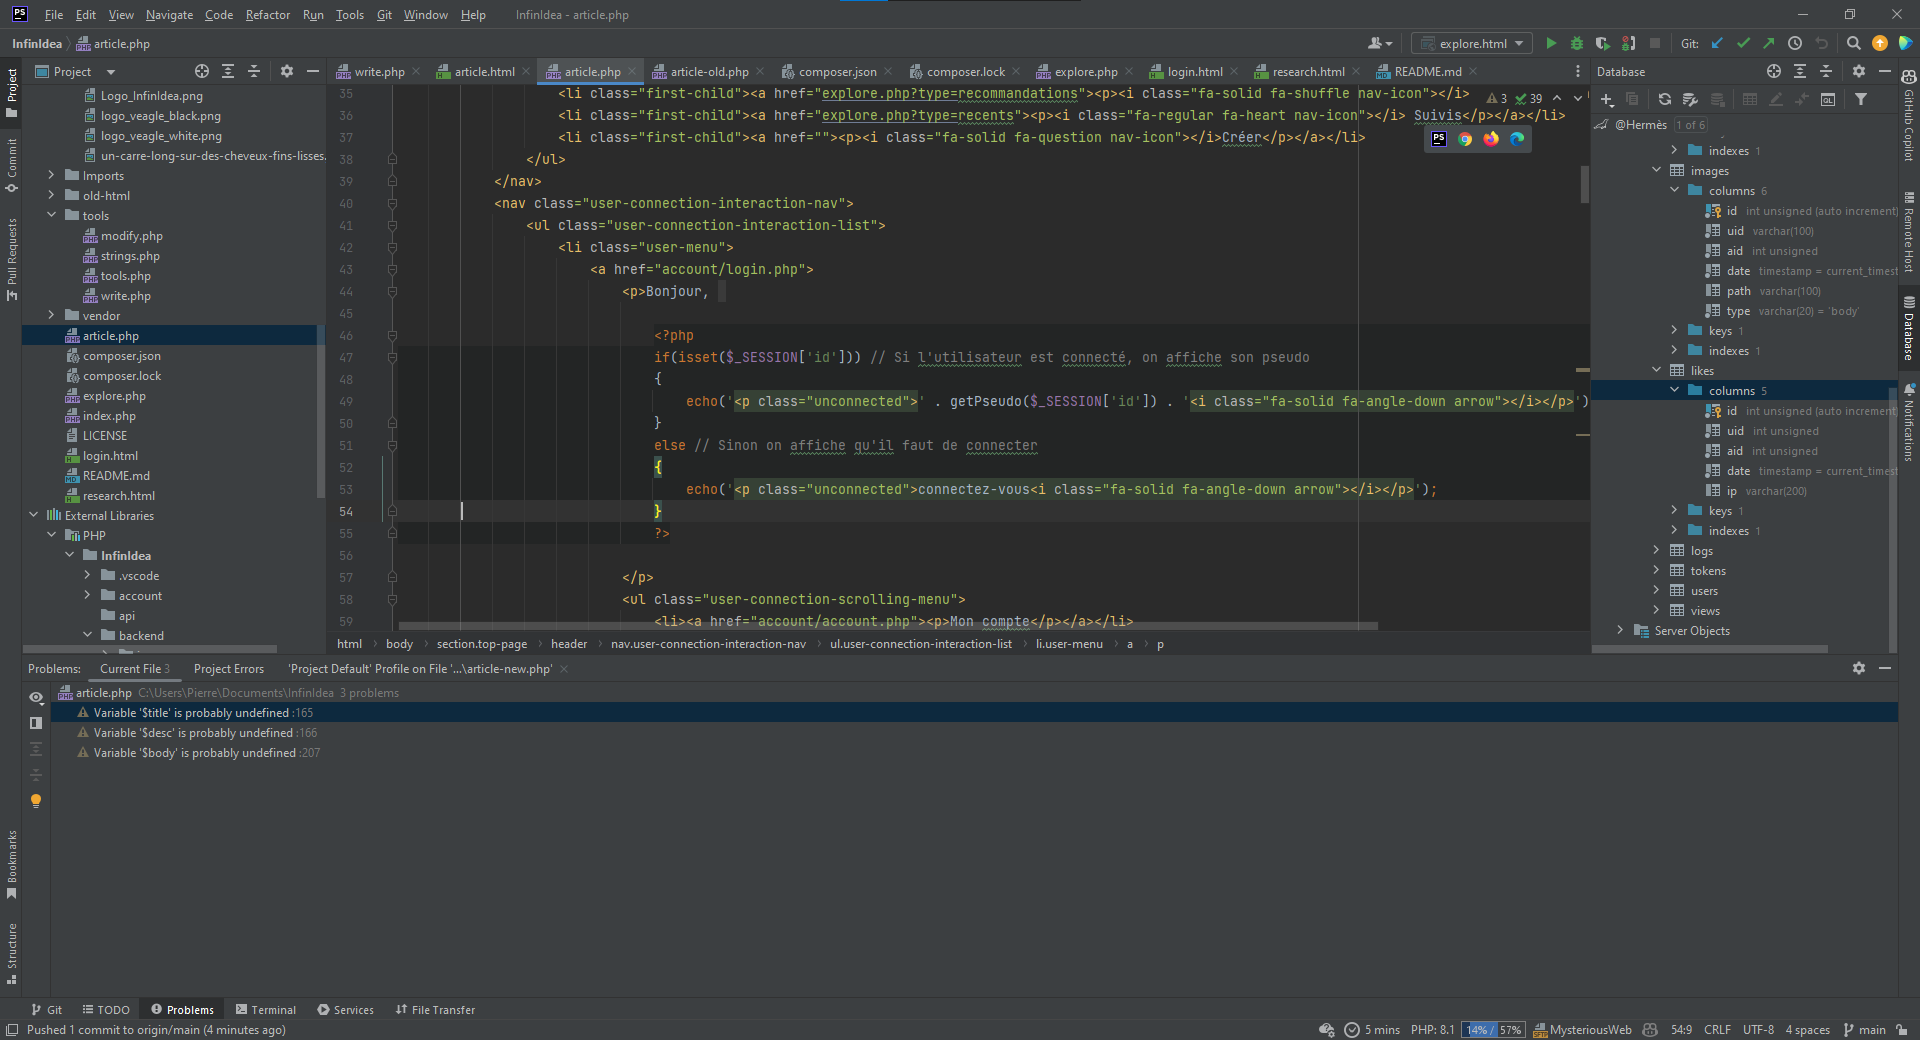 PS File Edit View Navigate Code Refactor Run Tools Git Window Help InfinIdea - article.php
InfinIdea article.php explore.html Git:
Project
write.php article.html article.php article-old.php composer.json composer.lock explore.php login.html research.html README.md
Database
Project
Commit
Pull Requests
Bookmarks
Structure
Logo_InfinIdea.png
logo_veagle_black.png
logo_veagle_white.png
un-carre-long-sur-des-cheveux-fins-lisses.
Imports
old-html
tools
modify.php
strings.php
tools.php
write.php
vendor
article.php
composer.json
composer.lock
explore.php
index.php
LICENSE
login.html
README.md
research.html
External Libraries
PHP
InfinIdea
.vscode
account
api
backend
35 <li class="first-child"><a href="explore.php?type=recommandations"><p><i class="fa-solid fa-shuffle nav-icon"></i>
3 39
36 <li class="first-child"><a href="explore.php?type=recents"><p><i class="fa-regular fa-heart nav-icon"></i> Suivis</p></a></li>
37 <li class="first-child"><a href=""><p><i class="fa-solid fa-question nav-icon"></i>Créer</p></a></li>
38 </ul>
39 </nav>
40 <nav class="user-connection-interaction-nav">
41 <ul class="user-connection-interaction-list">
42 <li class="user-menu">
43 <a href="account/login.php">
44 <p>Bonjour,
45
46 <?php
47 if(isset($_SESSION['id'])) // Si l'utilisateur est connecté, on affiche son pseudo
48 {
49 echo('<p class="unconnected">' . getPseudo($_SESSION['id']) . '<i class="fa-solid fa-angle-down arrow"></i></p>')
50 }
51 else // Sinon on affiche qu'il faut de connecter
52 {
53 echo('<p class="unconnected">connectez-vous<i class="fa-solid fa-angle-down arrow"></i></p>');
54 }
55 ?>
56
57 </p>
58 <ul class="user-connection-scrolling-menu">
59 <li><a href="account/account.php"><p>Mon compte</p></a></li>
html body section.top-page header nav.user-connection-interaction-nav ul.user-connection-interaction-list li.user-menu a p
@Hermès 1 of 6
indexes 1
images
columns 6
id int unsigned (auto increment)
uid varchar(100)
aid int unsigned
date timestamp = current_timest
path varchar(100)
type varchar(20) = 'body'
keys 1
indexes 1
likes
columns 5
id int unsigned (auto increment)
uid int unsigned
aid int unsigned
date timestamp = current_timest
ip varchar(200)
keys 1
indexes 1
logs
tokens
users
views
Server Objects
GitHub Copilot
Remote Host
Database
Notifications
Problems: Current File 3 Project Errors 'Project Default' Profile on File '...\article-new.php'
article.php C:\Users\Pierre\Documents\InfinIdea 3 problems
Variable '$title' is probably undefined :165
Variable '$desc' is probably undefined :166
Variable '$body' is probably undefined :207
Git TODO Problems Terminal Services File Transfer
Pushed 1 commit to origin/main (4 minutes ago) 5 mins PHP: 8.1 14% / 57% MysteriousWeb 54:9 CRLF UTF-8 4 spaces main